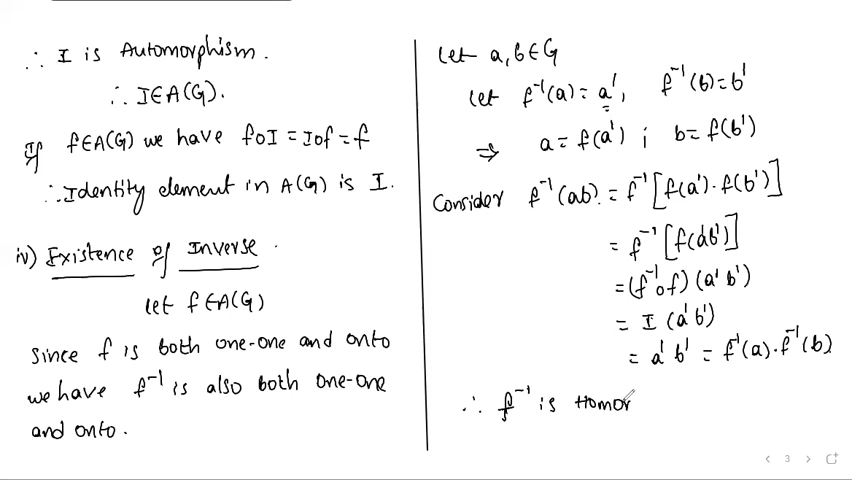 ∴ I is Automorphism.
∴ I∈A(G).
If f∈A(G) we have foI = Iof = f
∴ Identity element in A(G) is I.
iv) Existence of Inverse.
let f∈A(G)
Since f is both one-one and onto
we have f⁻¹ is also both one-one
and onto.
Let a, b∈G
let f⁻¹(a) = a', f⁻¹(b) = b'
⇒ a = f(a') ; b = f(b')
Consider f⁻¹(ab) = f⁻¹[f(a')·f(b')]
= f⁻¹[f(a'b')]
= (f⁻¹of)(a'b')
= I (a'b')
= a'b' = f⁻¹(a)·f⁻¹(b)
∴ f⁻¹ is Homor
3